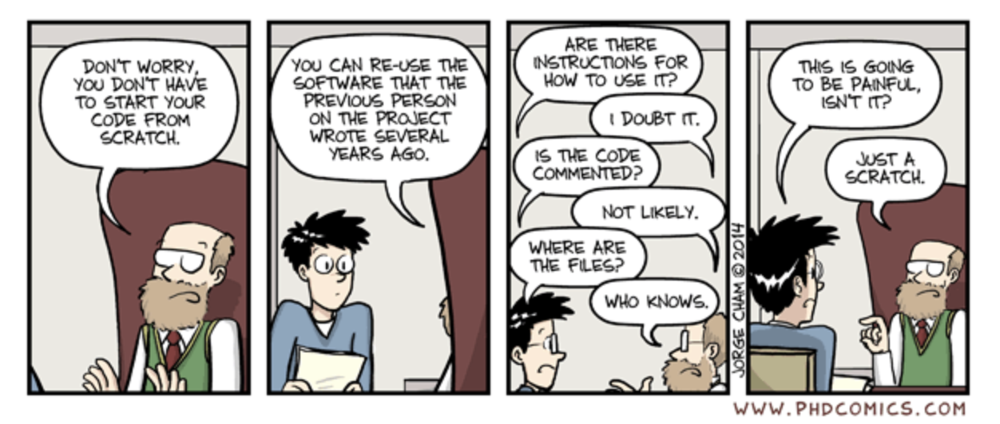 DON'T WORRY,
YOU DON'T HAVE
TO START YOUR
CODE FROM
SCRATCH.
YOU CAN RE-USE THE
SOFTWARE THAT THE
PREVIOUS PERSON
ON THE PROJECT
WROTE SEVERAL
YEARS AGO.
ARE THERE
INSTRUCTIONS FOR
HOW TO USE IT?
I DOUBT IT.
IS THE CODE
COMMENTED?
NOT LIKELY.
WHERE ARE
THE FILES?
WHO KNOWS.
THIS IS GOING
TO BE PAINFUL,
ISN'T IT?
JUST A
SCRATCH.
JORGE CHAM © 2014
WWW.PHDCOMICS.COM